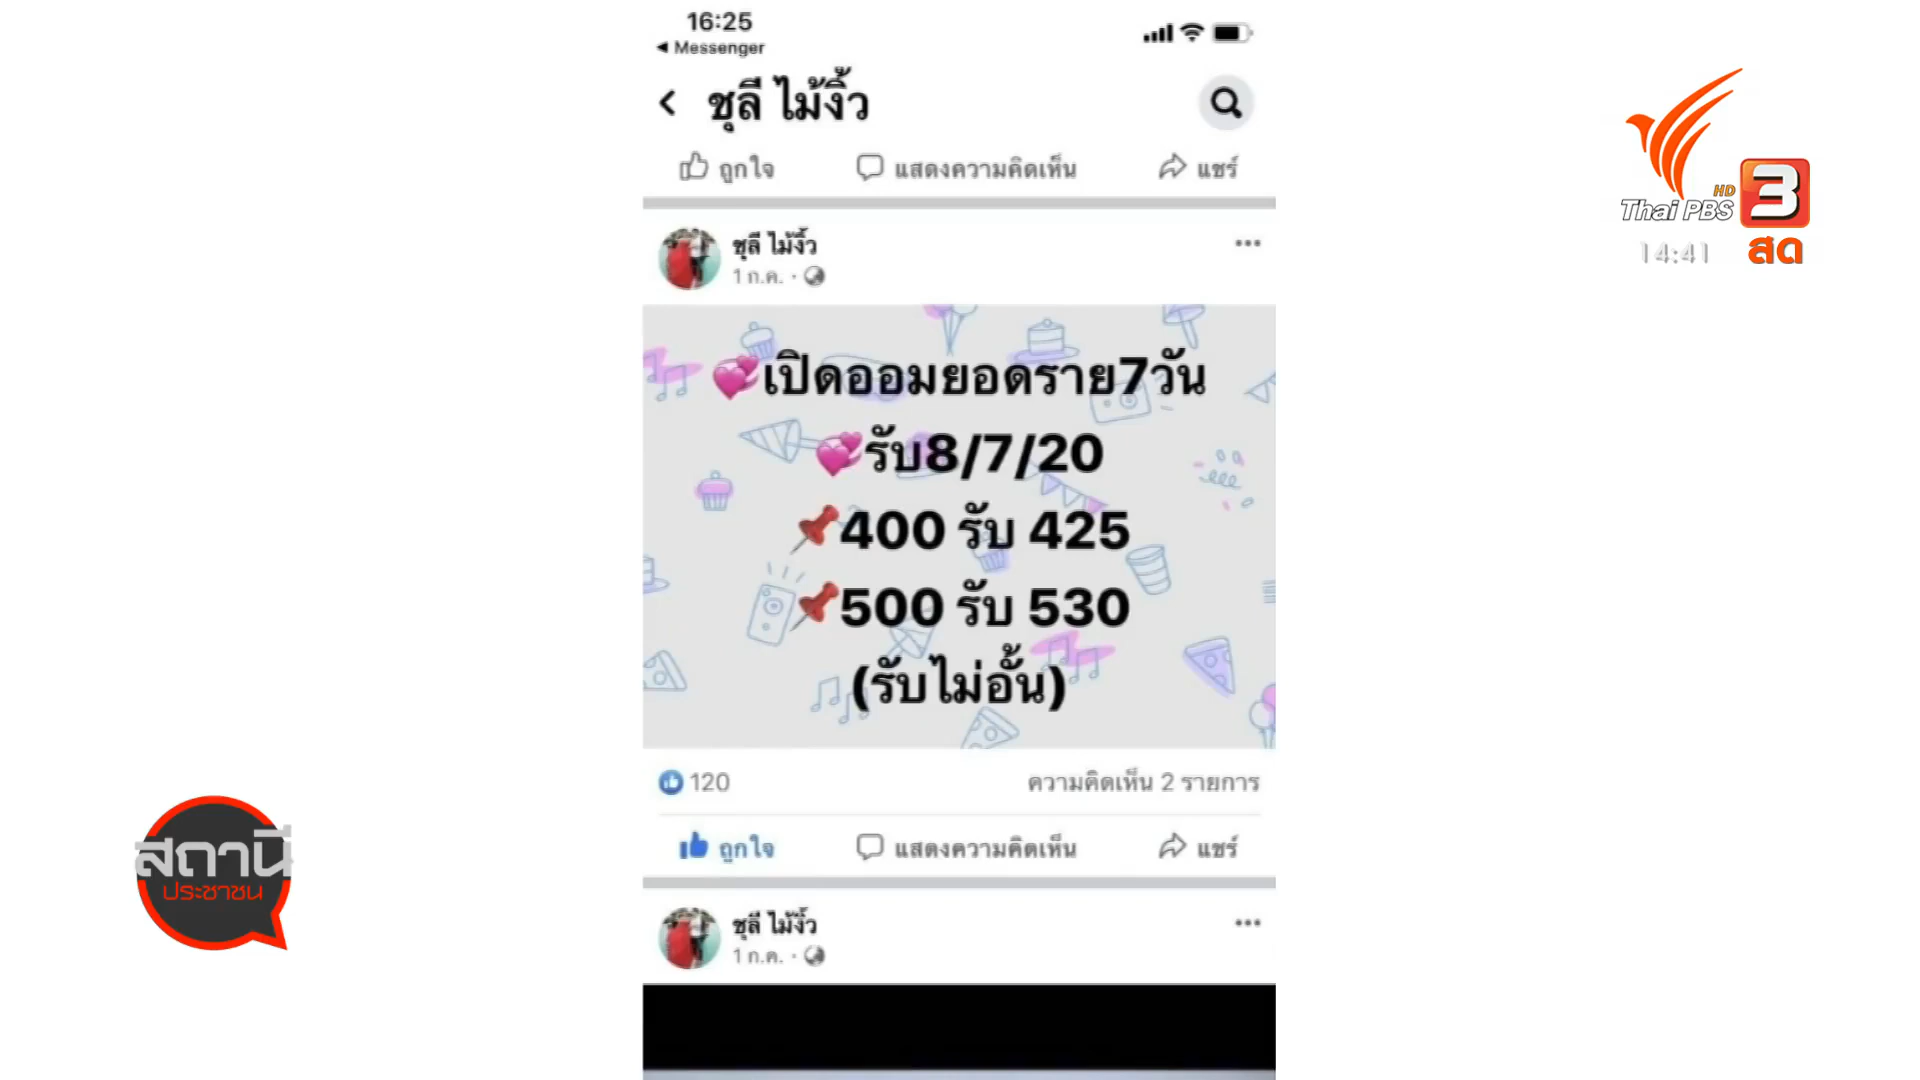 16:25
◀ Messenger
ชุลี ไม้งิ้ว
ถูกใจ
แสดงความคิดเห็น
แชร์
ชุลี ไม้งิ้ว
1 ก.ค. ·
💞เปิดออมยอดราย7วัน
💞รับ8/7/20
📌400 รับ 425
📌500 รับ 530
(รับไม่อั้น)
120
ความคิดเห็น 2 รายการ
ถูกใจ
แสดงความคิดเห็น
แชร์
ชุลี ไม้งิ้ว
1 ก.ค. ·
Thai PBS HD 3
14:41 สด
สถานี
ประชาชน